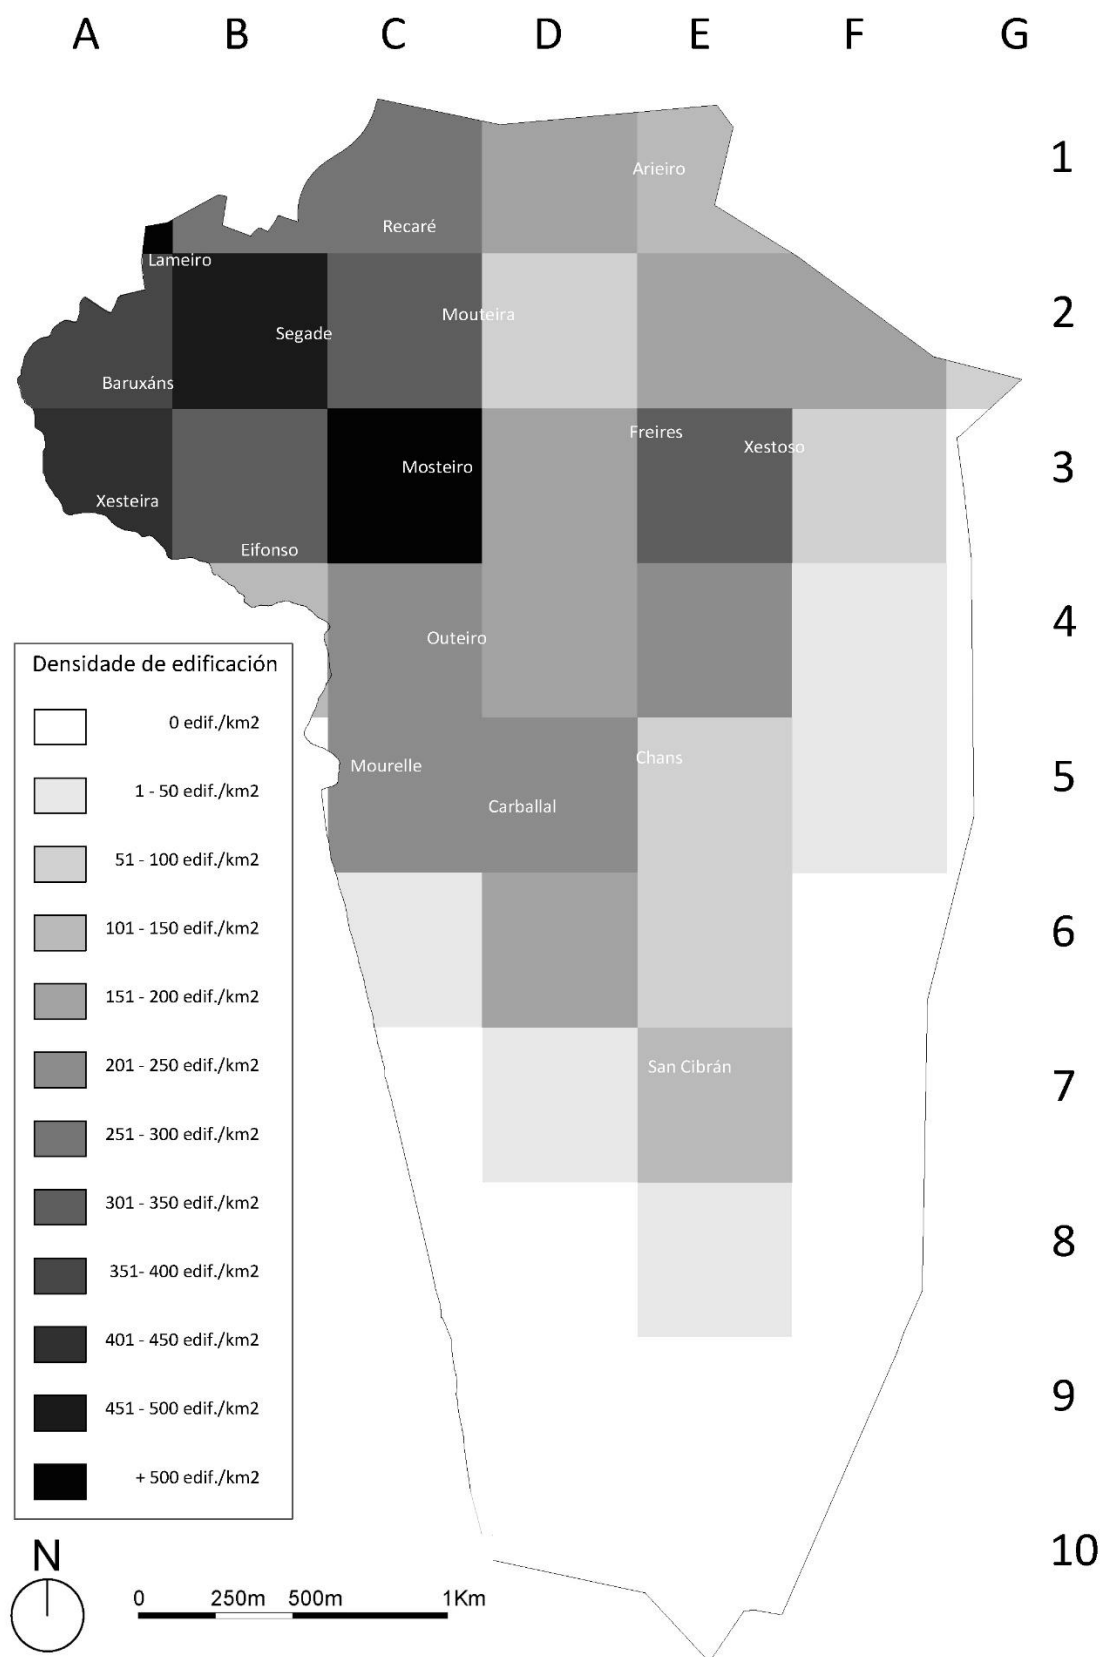 A B C D E F G
1
Arieiro
Recaré
Lameiro
2
Mouteira
Segade
Baruxáns
Freires
Xestoso
3
Mosteiro
Xesteira
Eifonso
4
Outeiro
Densidade de edificación
0 edif./km2
1 - 50 edif./km2
51 - 100 edif./km2
101 - 150 edif./km2
151 - 200 edif./km2
201 - 250 edif./km2
251 - 300 edif./km2
301 - 350 edif./km2
351- 400 edif./km2
401 - 450 edif./km2
451 - 500 edif./km2
+ 500 edif./km2
Chans
Mourelle
5
Carballal
6
San Cibrán
7
8
9
10
N
0 250m 500m 1Km